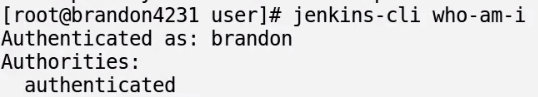 [root@brandon4231 user]# jenkins-cli who-am-i
Authenticated as: brandon
Authorities:
  authenticated